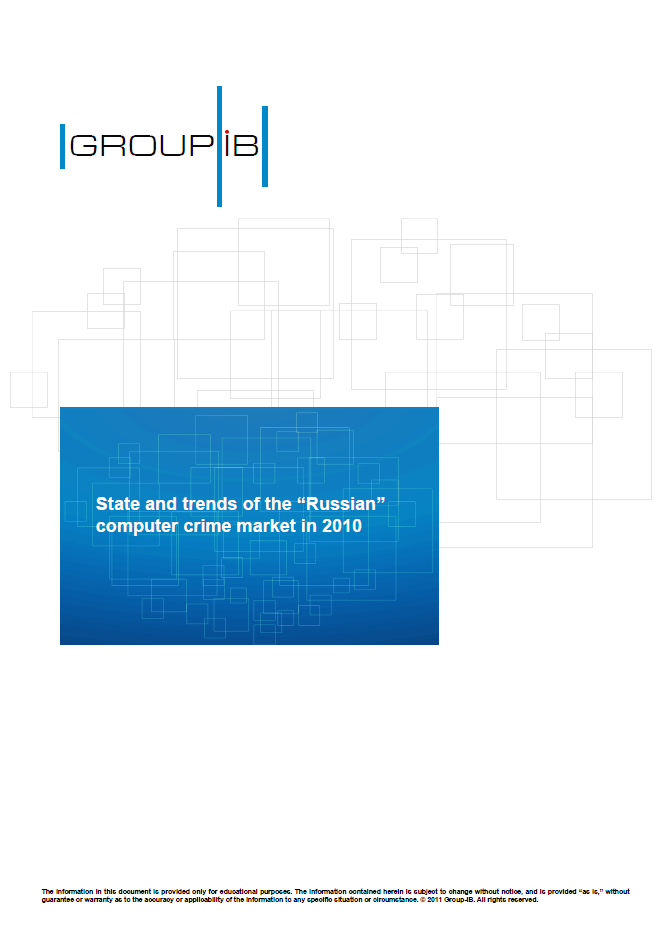 GROUP iB
State and trends of the “Russian”
computer crime market in 2010
The information in this document is provided only for educational purposes. The information contained herein is subject to change without notice, and is provided “as is,” without
guarantee or warranty as to the accuracy or applicability of the information to any specific situation or circumstance. © 2011 Group-IB. All rights reserved.